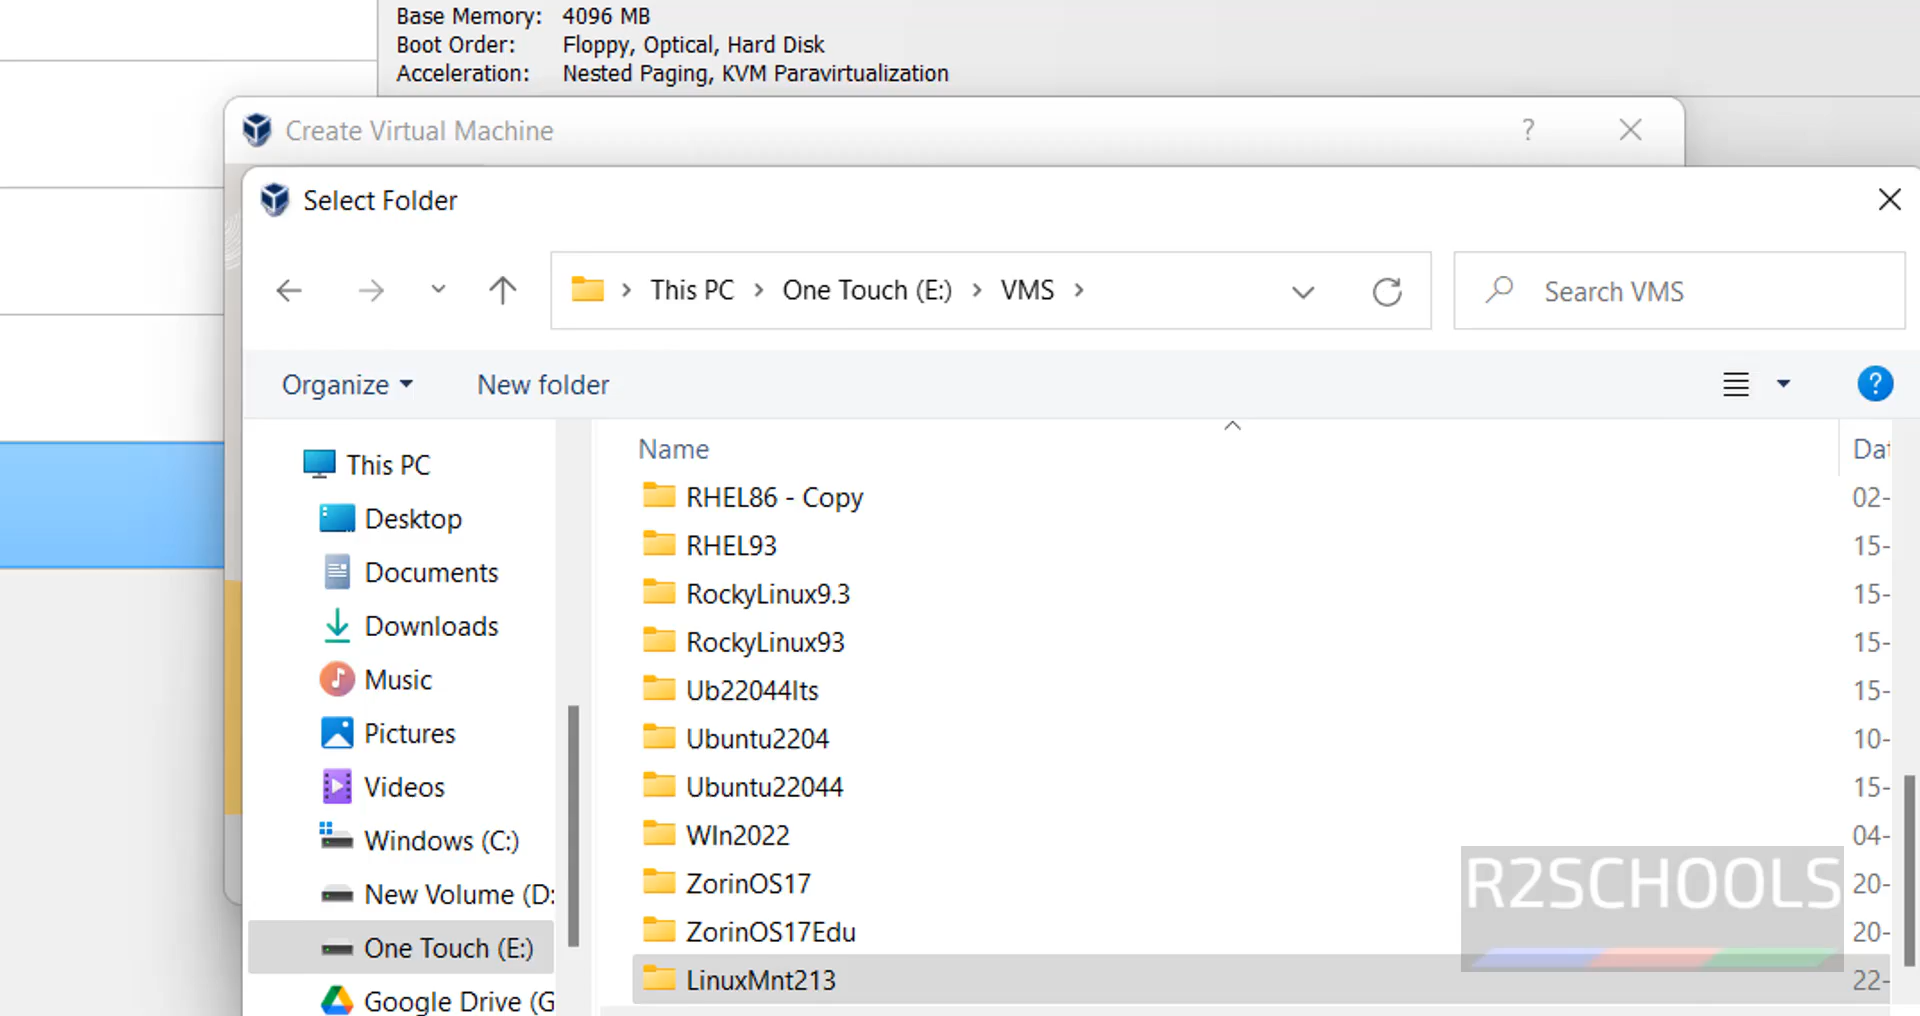 Base Memory: 4096 MB
Boot Order: Floppy, Optical, Hard Disk
Acceleration: Nested Paging, KVM Paravirtualization
Create Virtual Machine
?
Select Folder
This PC > One Touch (E:) > VMS >
Search VMS
Organize
New folder
?
This PC
Desktop
Documents
Downloads
Music
Pictures
Videos
Windows (C:)
New Volume (D:
One Touch (E:)
Google Drive (G
Name Dat
RHEL86 - Copy 02-
RHEL93 15-
RockyLinux9.3 15-
RockyLinux93 15-
Ub22044lts 15-
Ubuntu2204 10-
Ubuntu22044 15-
WIn2022 04-
ZorinOS17 20-
ZorinOS17Edu 20-
LinuxMnt213 22-
R2SCHOOLS